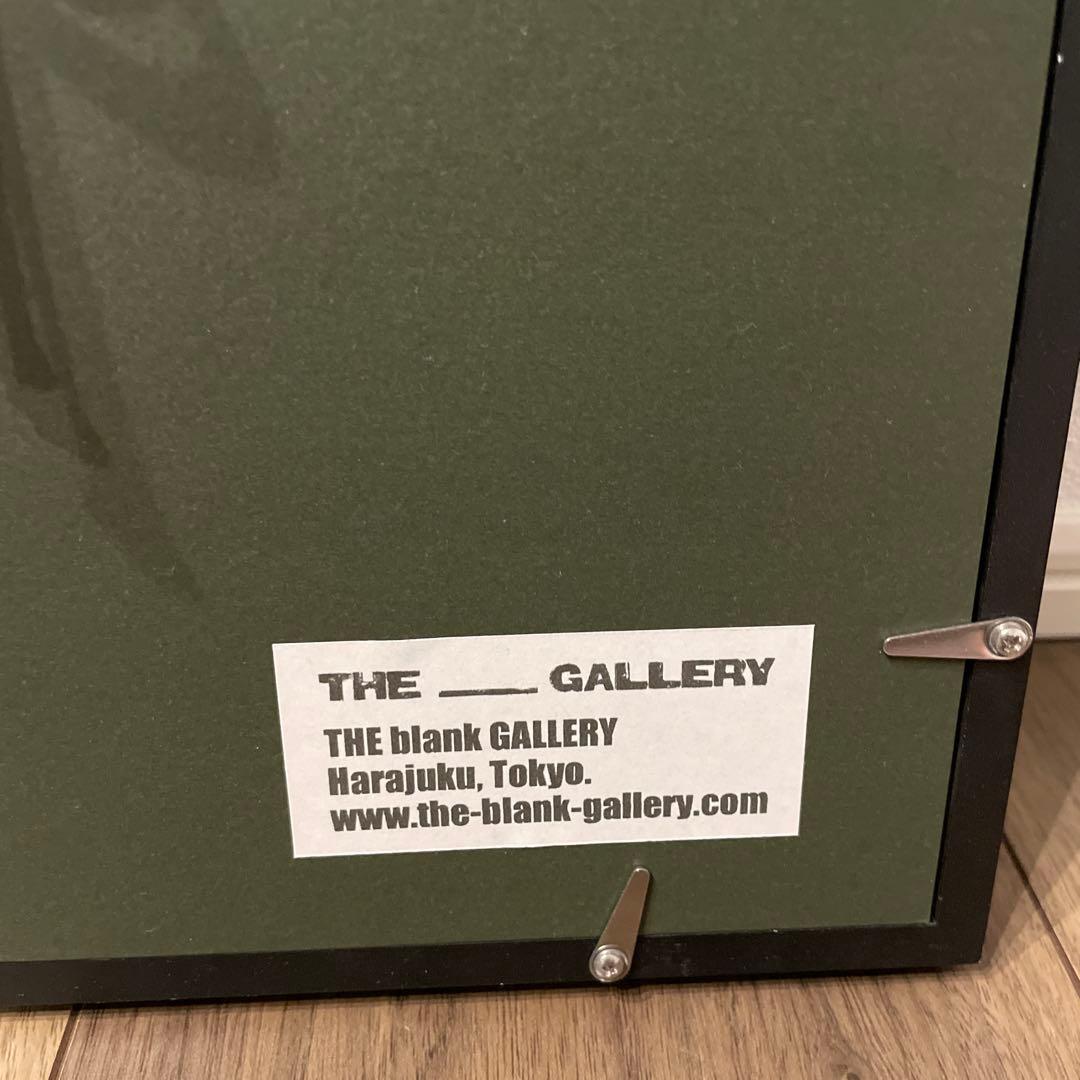 THE ___ GALLERY
THE blank GALLERY
Harajuku, Tokyo.
www.the-blank-gallery.com